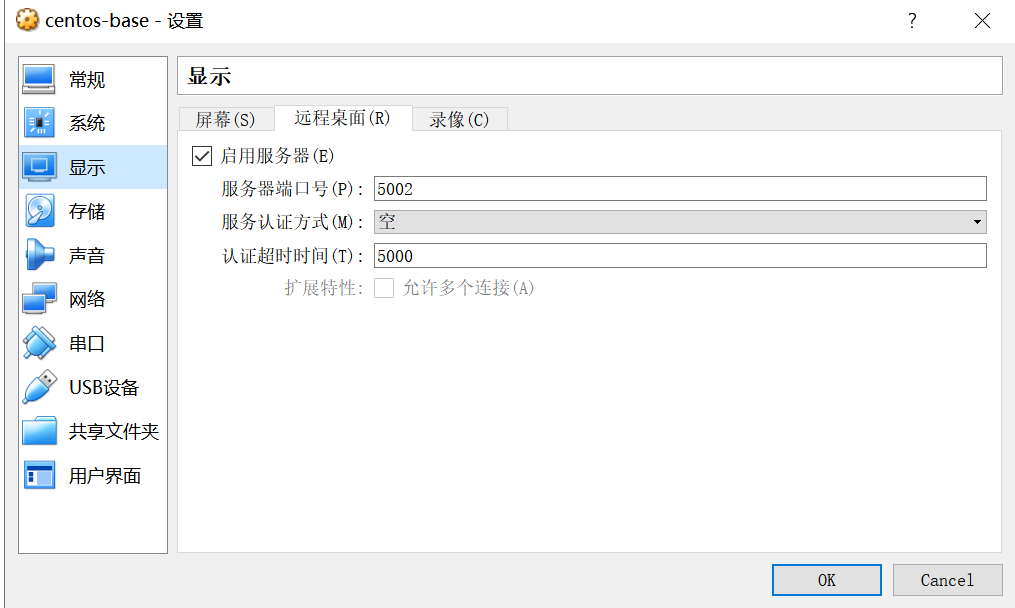 centos-base - 设置
?
常规
系统
显示
存储
声音
网络
串口
USB设备
共享文件夹
用户界面
显示
屏幕(S) 远程桌面(R) 录像(C)
启用服务器(E)
服务器端口号(P): 5002
服务认证方式(M): 空
认证超时时间(T): 5000
扩展特性: 允许多个连接(A)
OK Cancel